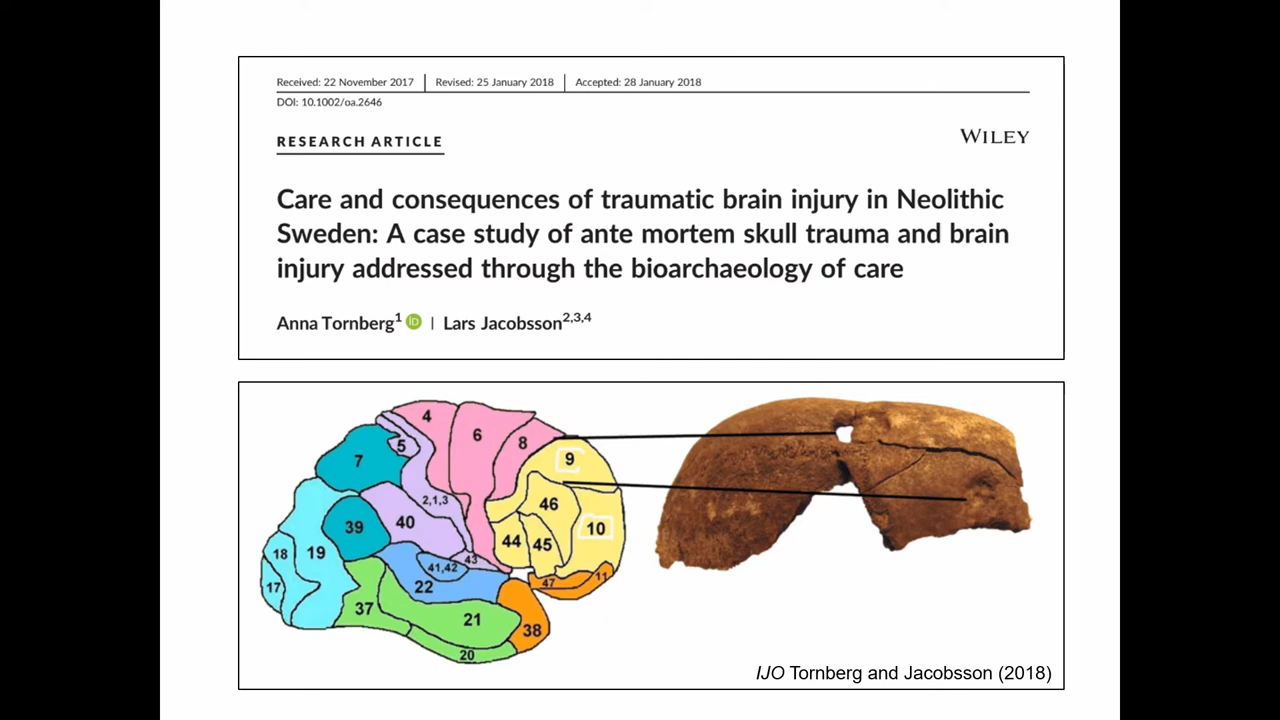 Received: 22 November 2017 | Revised: 25 January 2018 | Accepted: 28 January 2018
DOI: 10.1002/oa.2646
RESEARCH ARTICLE
WILEY
Care and consequences of traumatic brain injury in Neolithic
Sweden: A case study of ante mortem skull trauma and brain
injury addressed through the bioarchaeology of care
Anna Tornberg1 iD | Lars Jacobsson2,3,4
4
6
8
5
9
7
2,1,3
46
40
39
10
44
45
18
19
43
41,42
47
11
17
22
37
21
38
20
IJO Tornberg and Jacobsson (2018)